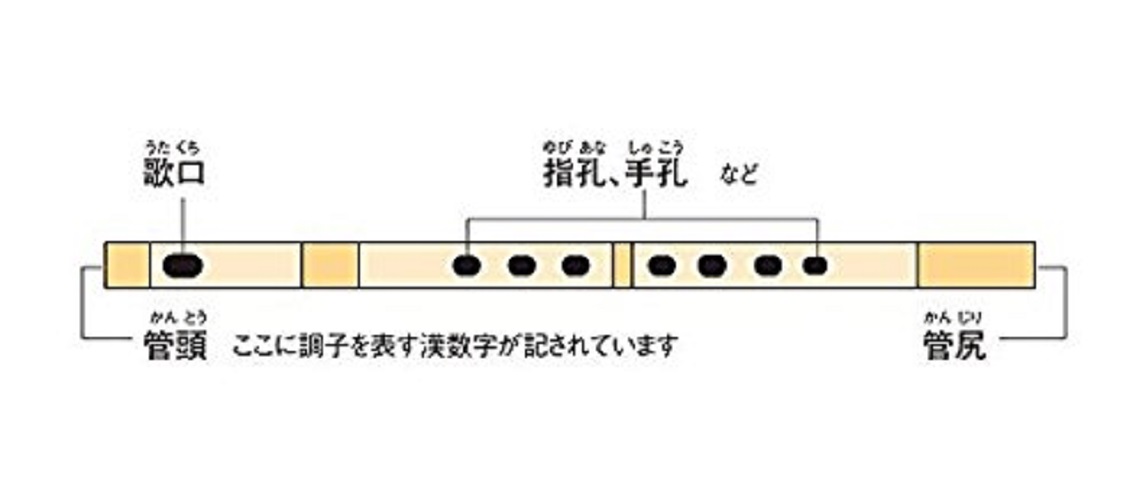 うた くち
歌口
ゆび あな しゅ こう
指孔、手孔 など
かん とう
管頭 ここに調子を表す漢数字が記されています
かん じり
管尻